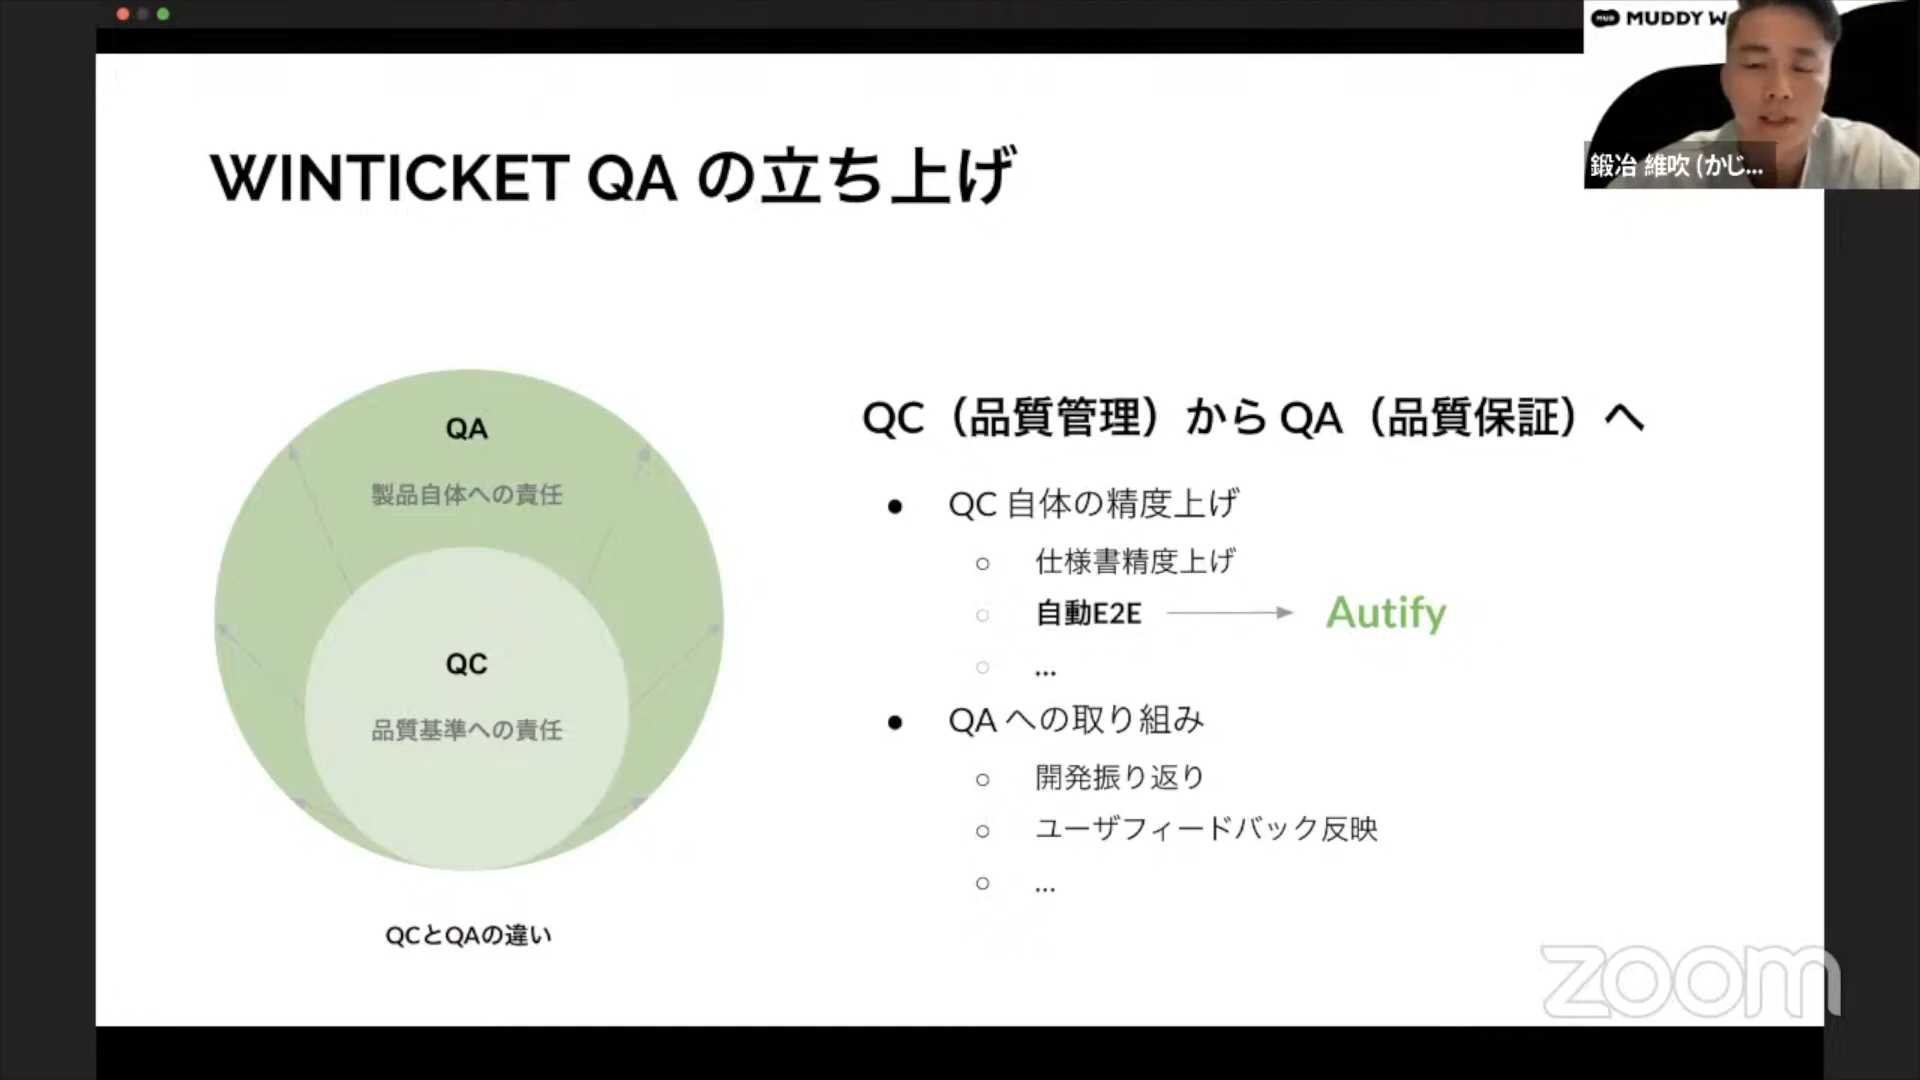 MUDDY W
鍛冶 維吹 (かじ...
WINTICKET QA の立ち上げ
QA
製品自体への責任
QC
品質基準への責任
QCとQAの違い
QC（品質管理）から QA（品質保証）へ
● QC 自体の精度上げ
○ 仕様書精度上げ
○ 自動E2E → Autify
○ ...
● QA への取り組み
○ 開発振り返り
○ ユーザフィードバック反映
○ ...
zoom